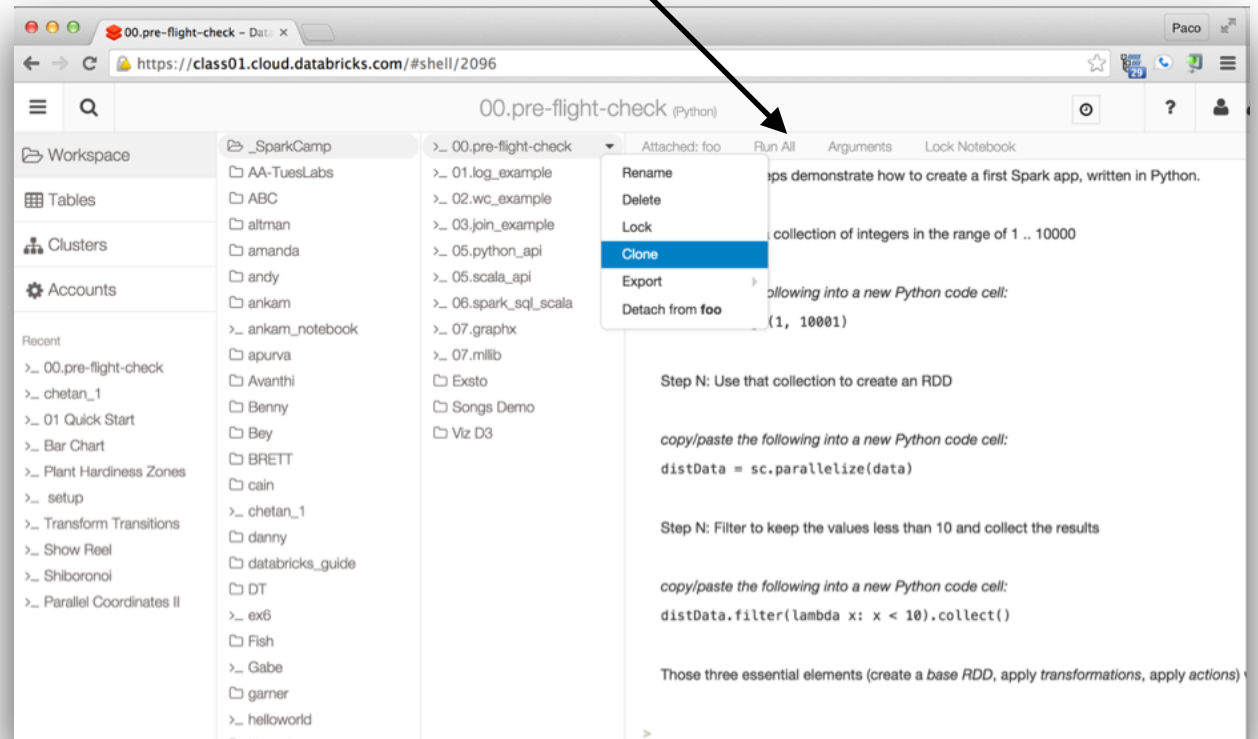 00.pre-flight-check – Data
Paco
https://class01.cloud.databricks.com/#shell/2096
29
00.pre-flight-check (Python)
?
Workspace
Tables
Clusters
Accounts
Recent
>_ 00.pre-flight-check
>_ chetan_1
>_ 01 Quick Start
>_ Bar Chart
>_ Plant Hardiness Zones
>_ setup
>_ Transform Transitions
>_ Show Reel
>_ Shiboronoi
>_ Parallel Coordinates II
_SparkCamp
AA-TuesLabs
ABC
altman
amanda
andy
ankam
>_ ankam_notebook
apurva
Avanthi
Benny
Bey
BRETT
cain
>_ chetan_1
danny
databricks_guide
DT
>_ ex6
Fish
>_ Gabe
garner
>_ helloworld
>_ 00.pre-flight-check
>_ 01.log_example
>_ 02.wc_example
>_ 03.join_example
>_ 05.python_api
>_ 05.scala_api
>_ 06.spark_sql_scala
>_ 07.graphx
>_ 07.mllib
Exsto
Songs Demo
Viz D3
Rename
Delete
Lock
Clone
Export
Detach from foo
Attached: foo Run All Arguments Lock Notebook
eps demonstrate how to create a first Spark app, written in Python.
collection of integers in the range of 1 .. 10000
ollowing into a new Python code cell:
(1, 10001)
Step N: Use that collection to create an RDD
copy/paste the following into a new Python code cell:
distData = sc.parallelize(data)
Step N: Filter to keep the values less than 10 and collect the results
copy/paste the following into a new Python code cell:
distData.filter(lambda x: x < 10).collect()
Those three essential elements (create a base RDD, apply transformations, apply actions)
>